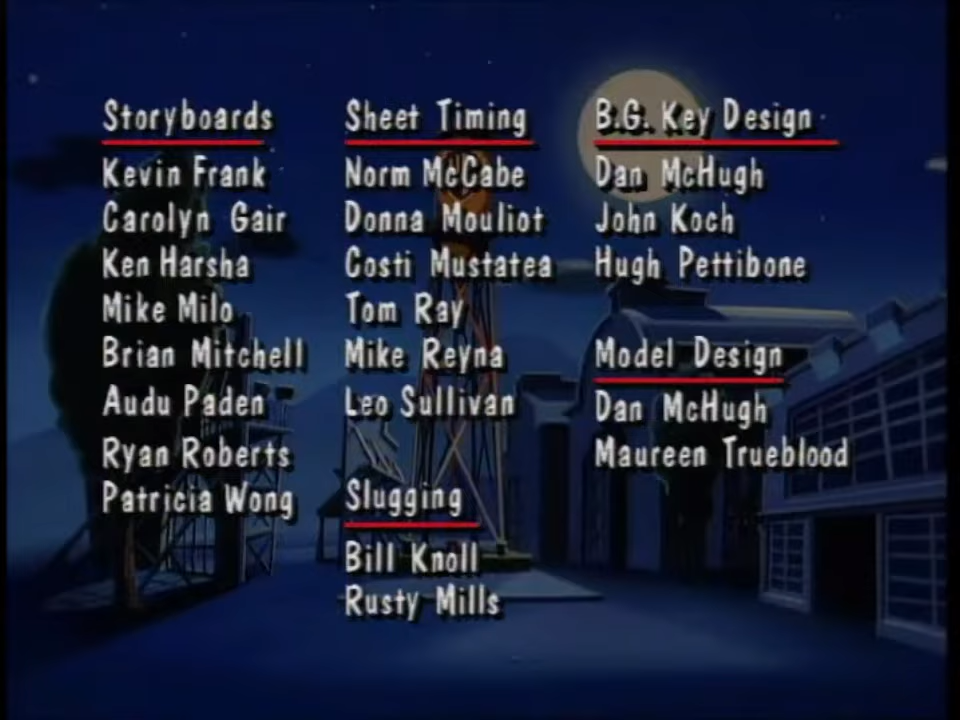 Storyboards
Kevin Frank
Carolyn Gair
Ken Harsha
Mike Milo
Brian Mitchell
Audu Paden
Ryan Roberts
Patricia Wong
Sheet Timing
Norm McCabe
Donna Mouliot
Costi Mustatea
Tom Ray
Mike Reyna
Leo Sullivan
Slugging
Bill Knoll
Rusty Mills
B.G. Key Design
Dan McHugh
John Koch
Hugh Pettibone
Model Design
Dan McHugh
Maureen Trueblood